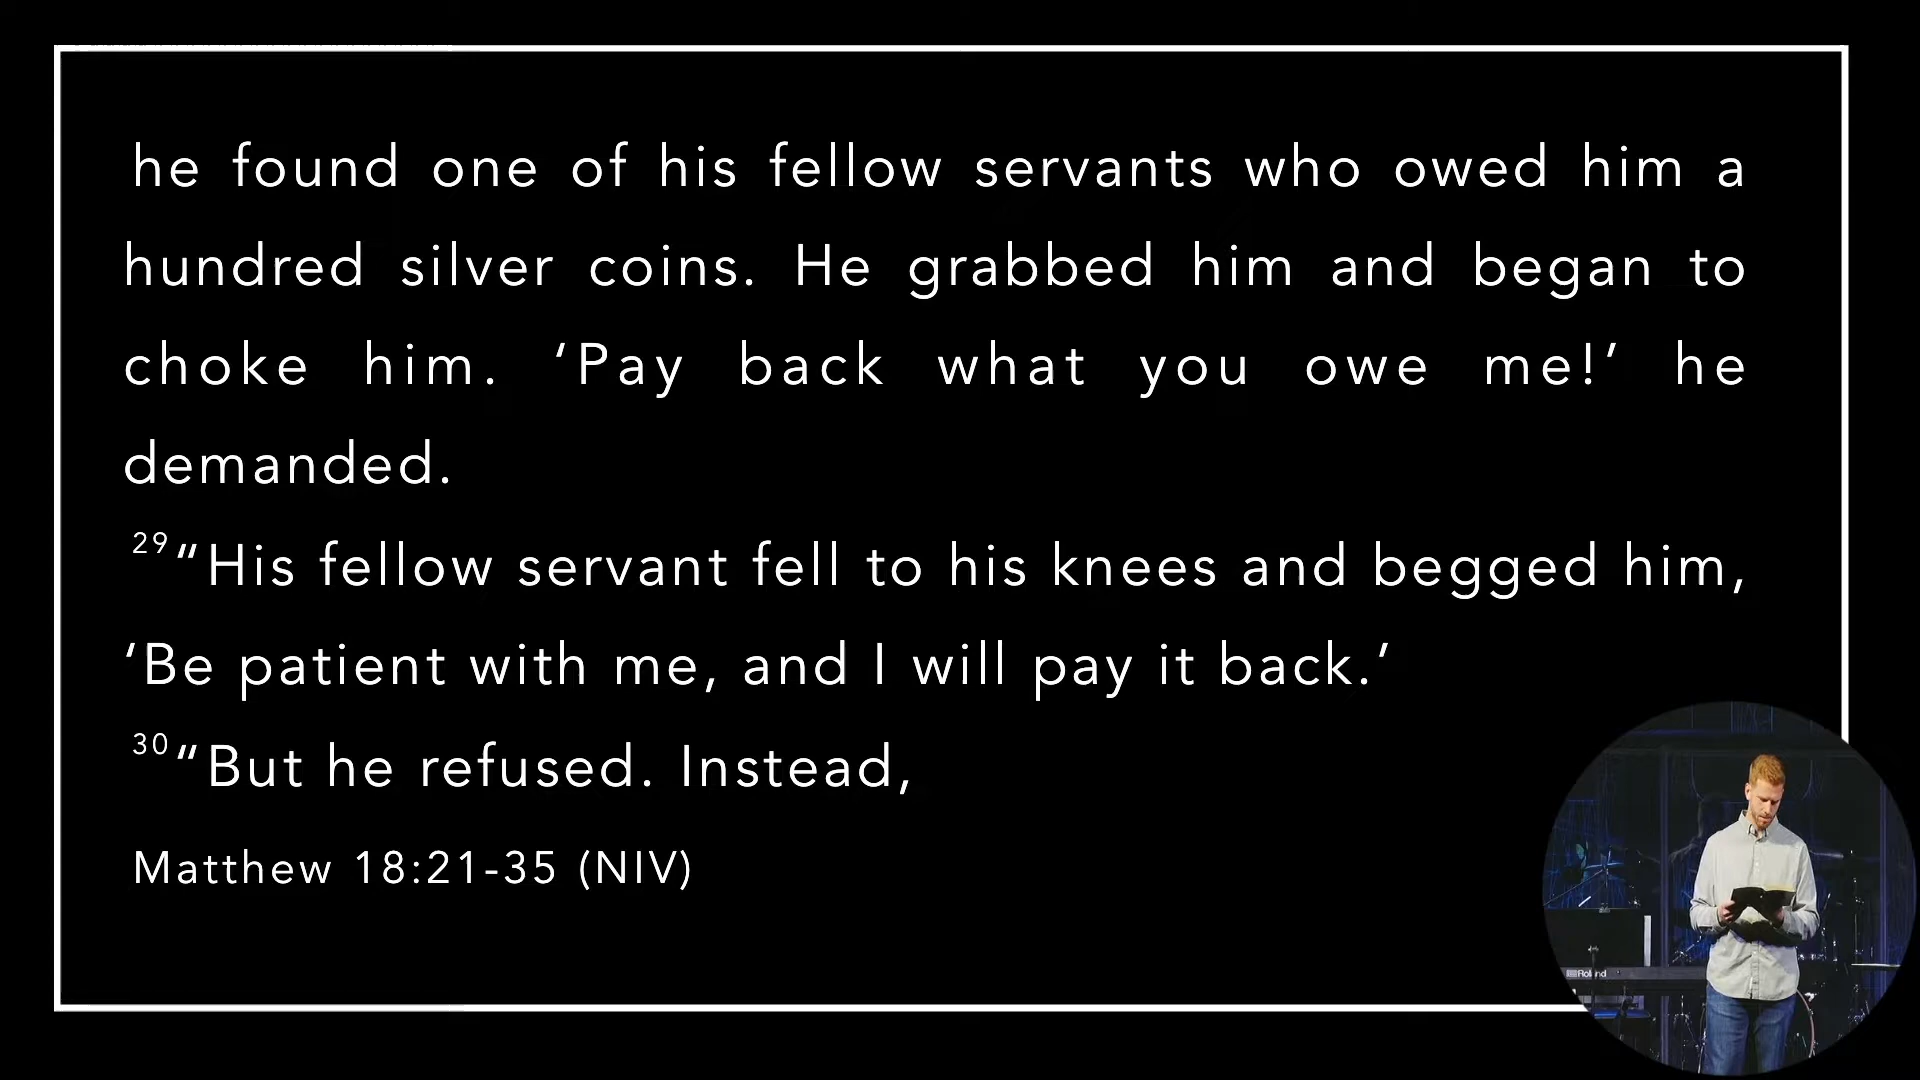 he found one of his fellow servants who owed him a
hundred silver coins. He grabbed him and began to
choke him. ‘Pay back what you owe me!’ he
demanded.
29“His fellow servant fell to his knees and begged him,
‘Be patient with me, and I will pay it back.’
30“But he refused. Instead,
Matthew 18:21-35 (NIV)
Roland